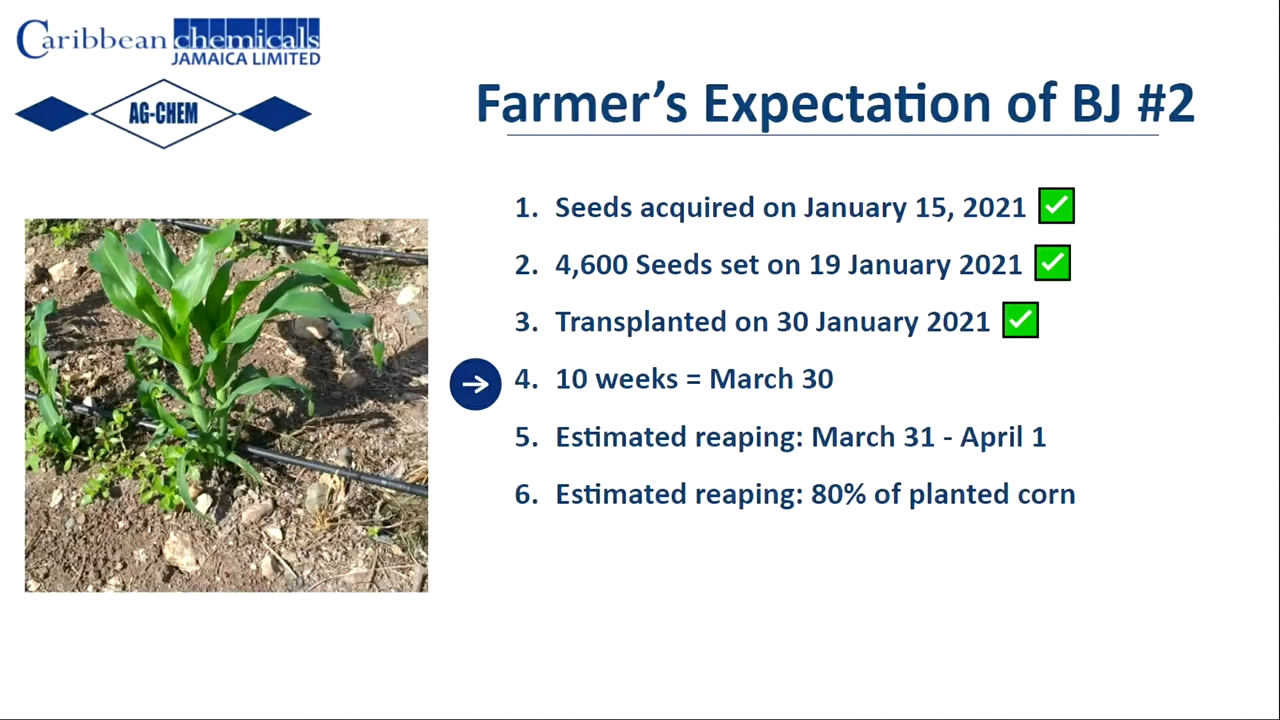 Caribbean chemicals
JAMAICA LIMITED
AG-CHEM
Farmer's Expectation of BJ #2
1. Seeds acquired on January 15, 2021
2. 4,600 Seeds set on 19 January 2021
3. Transplanted on 30 January 2021
4. 10 weeks = March 30
5. Estimated reaping: March 31 - April 1
6. Estimated reaping: 80% of planted corn